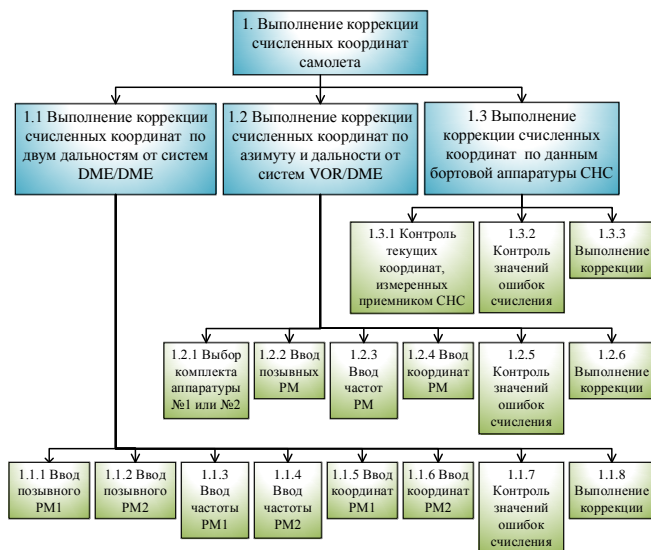 1. Выполнение коррекции
счисленных координат
самолета
1.1 Выполнение коррекции
счисленных координат по
двум дальностям от систем
DME/DME
1.2 Выполнение коррекции
счисленных координат по
азимуту и дальности от
систем VOR/DME
1.3 Выполнение
коррекции счисленных
координат по данным
бортовой аппаратуры СНС
1.3.1 Контроль
текущих
координат,
измеренных
приемником СНС
1.3.2
Контроль
значений
ошибок
счисления
1.3.3
Выполнение
коррекции
1.2.1 Выбор
комплекта
аппаратуры
№1 или №2
1.2.2 Ввод
позывных
РМ
1.2.3
Ввод
частот
РМ
1.2.4 Ввод
координат
РМ
1.2.5
Контроль
значений
ошибок
счисления
1.2.6
Выполнение
коррекции
1.1.1 Ввод
позывного
РМ1
1.1.2 Ввод
позывного
РМ2
1.1.3
Ввод
частоты
РМ1
1.1.4
Ввод
частоты
РМ2
1.1.5 Ввод
координат
РМ1
1.1.6 Ввод
координат
РМ2
1.1.7
Контроль
значений
ошибок
счисления
1.1.8
Выполнение
коррекции